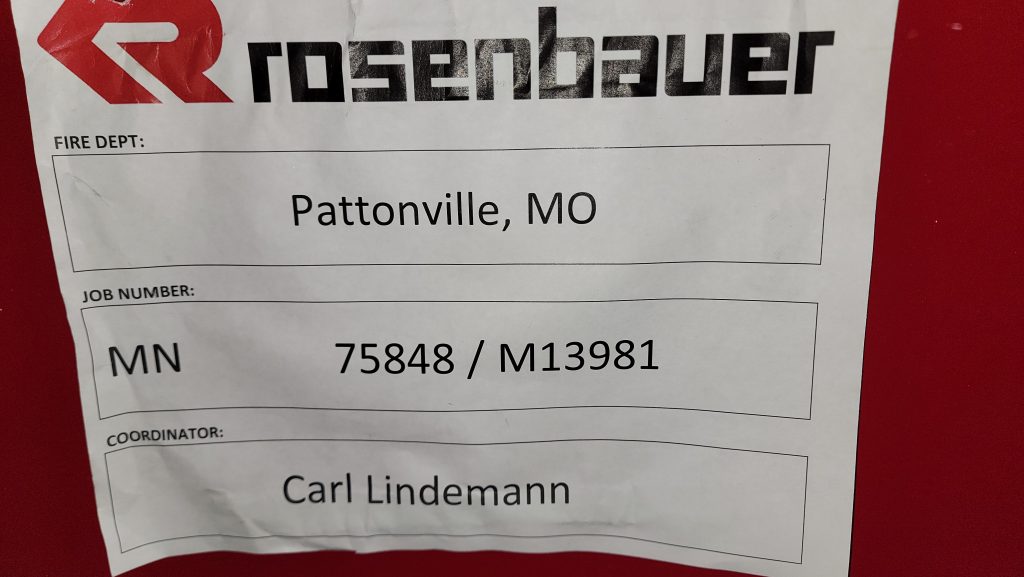 rosenbauer
FIRE DEPT:
Pattonville, MO
JOB NUMBER:
MN 75848 / M13981
COORDINATOR:
Carl Lindemann